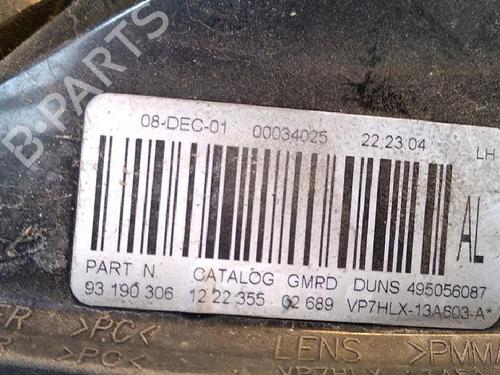 08-DEC-01 00034025 22.23.04 LH
AL
PART N. CATALOG GMRD DUNS 495056087
93 190 306 12 22 355 02 689 VP7HLX-13A603-A*
>PC< LENS >PMMA
>PC<
B-PARTS